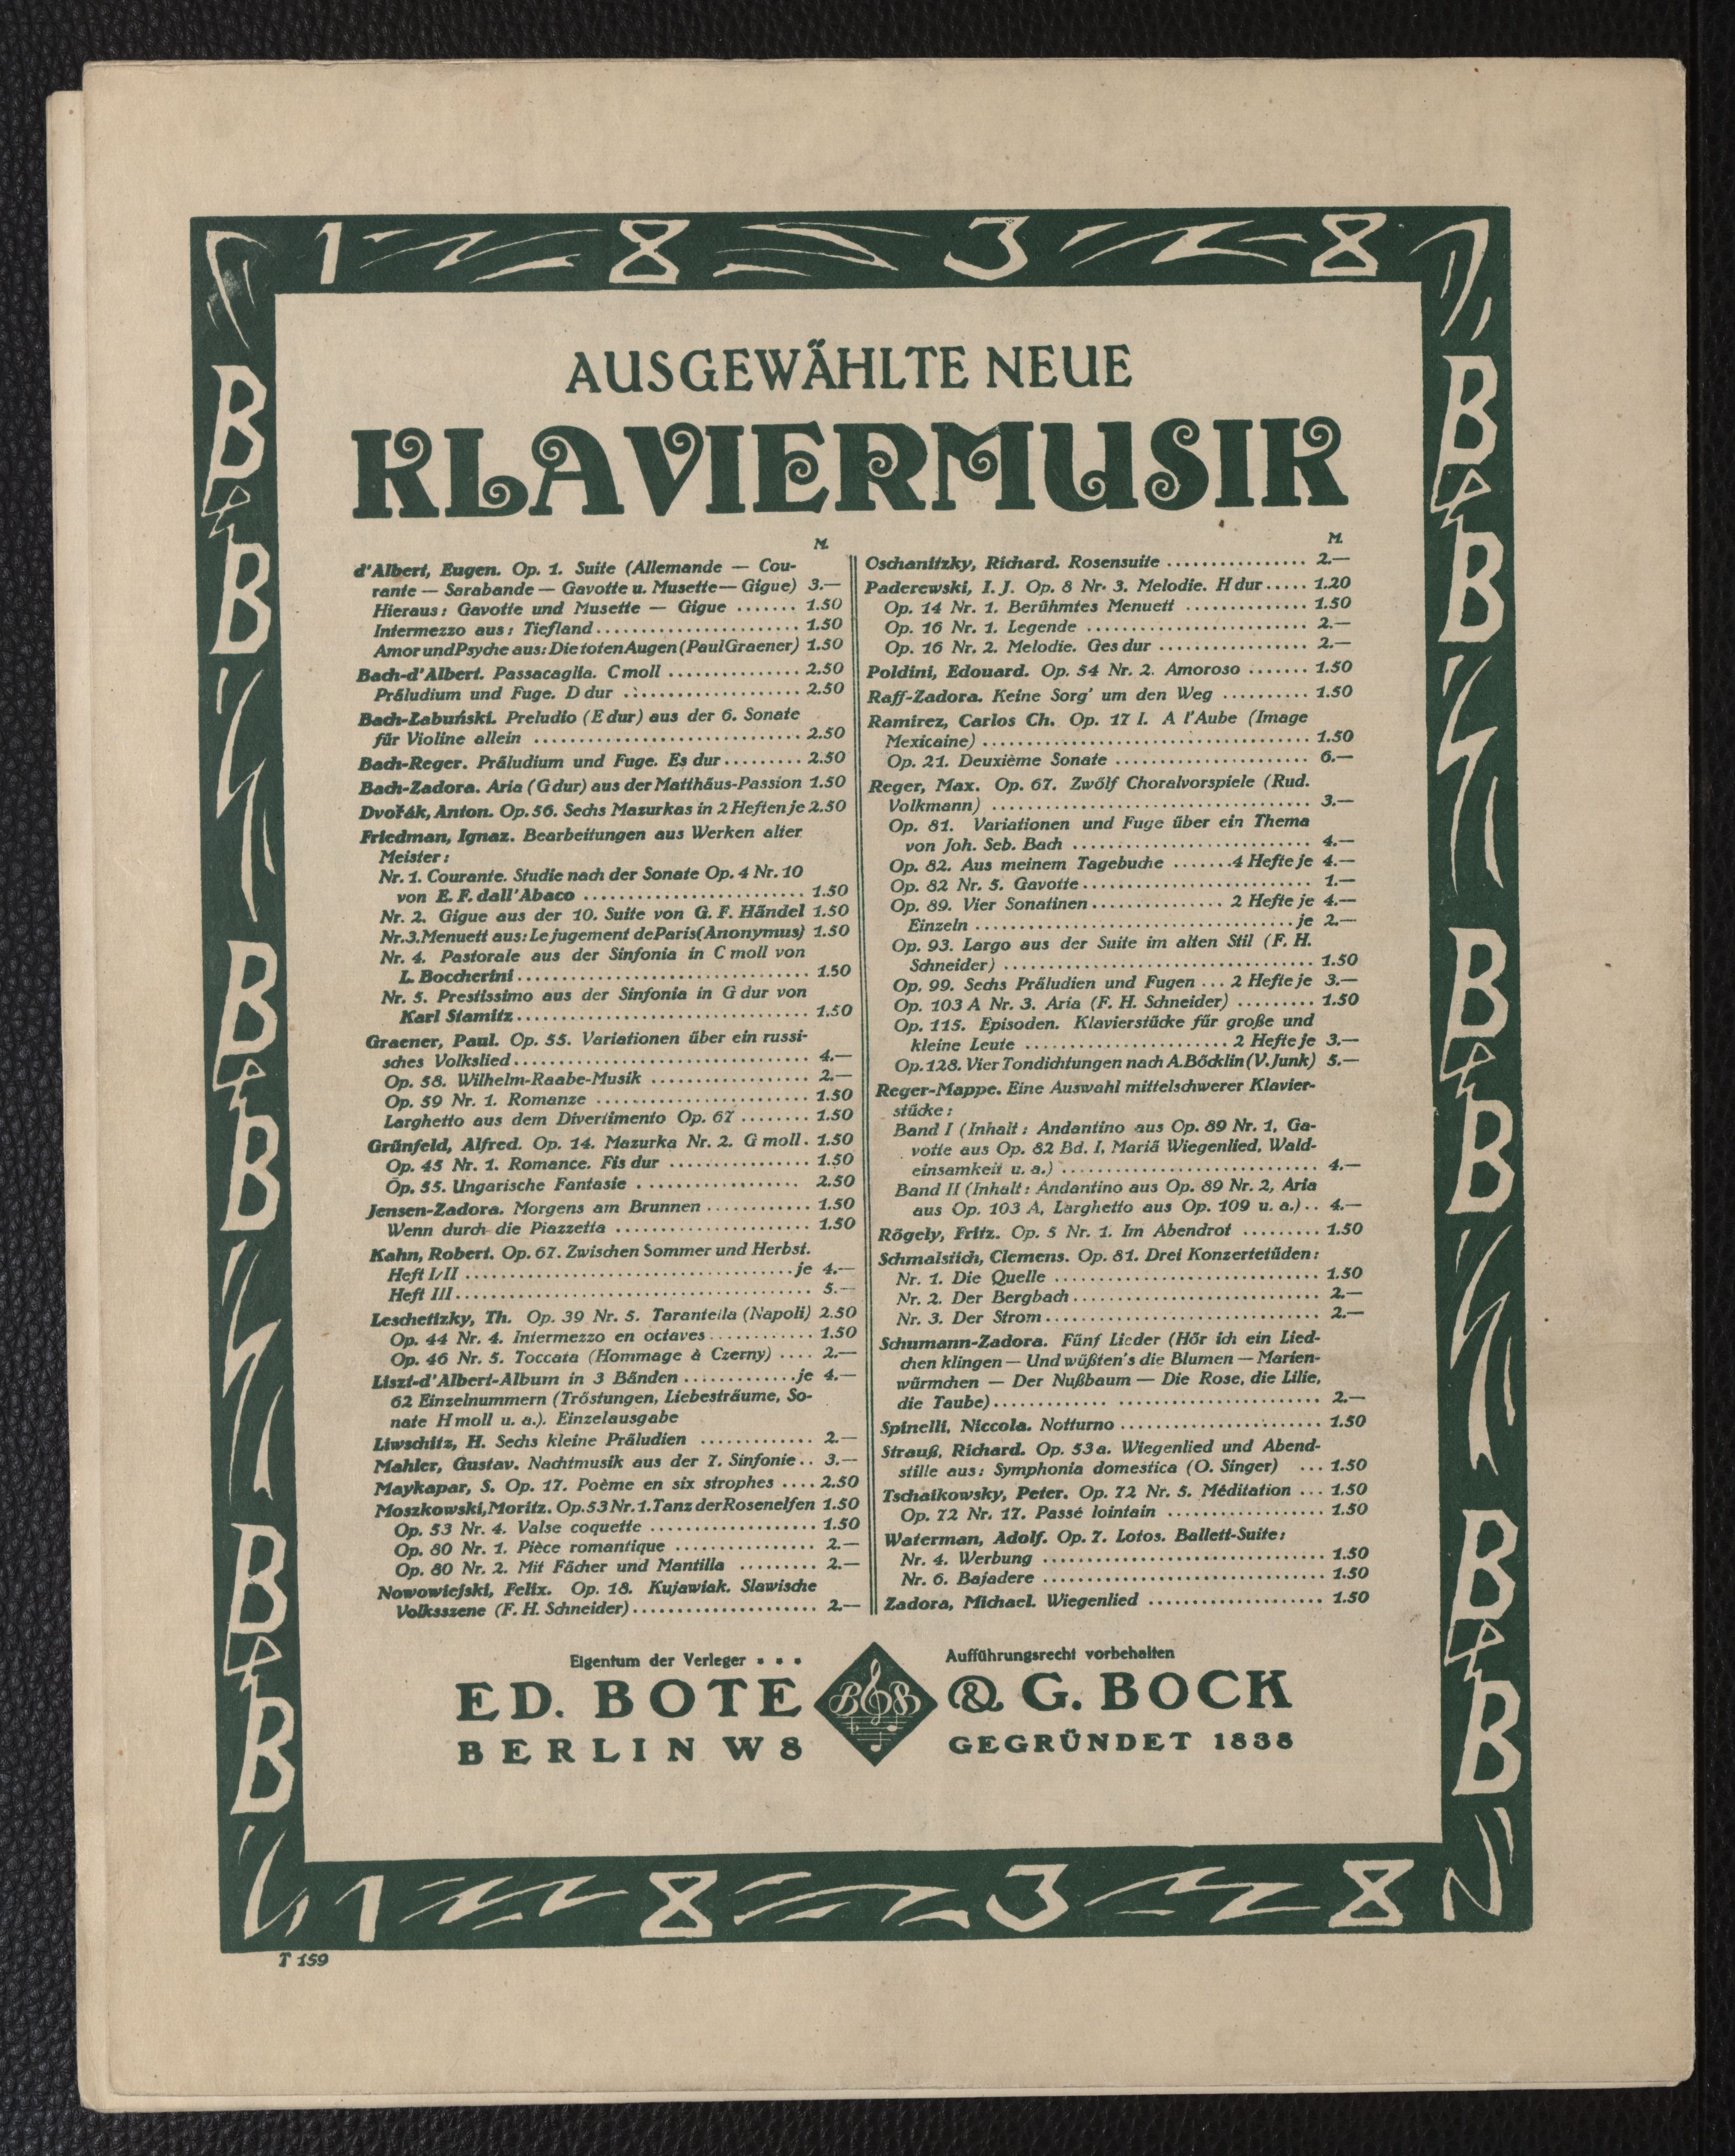 1 8 3 8
B & B
B & B
B & B
B & B
B & B
B & B
AUSGEWÄHLTE NEUE
KLAVIERMUSIK
M.
d'Albert, Eugen. Op. 1. Suite (Allemande — Cou-
rante — Sarabande — Gavotte u. Musette — Gigue) 3.—
Hieraus: Gavotte und Musette — Gigue ....... 1.50
Intermezzo aus: Tiefland....................... 1.50
Amor und Psyche aus: Die toten Augen (Paul Graener) 1.50
Bach-d'Albert. Passacaglia. C moll ............... 2.50
Präludium und Fuge. D dur .................... 2.50
Bach-Łabuński. Preludio (E dur) aus der 6. Sonate
für Violine allein .............................. 2.50
Bach-Reger. Präludium und Fuge. Es dur......... 2.50
Bach-Zadora. Aria (G dur) aus der Matthäus-Passion 1.50
Dvořák, Anton. Op. 56. Sechs Mazurkas in 2 Heften je 2.50
Friedman, Ignaz. Bearbeitungen aus Werken alter
Meister:
Nr. 1. Courante. Studie nach der Sonate Op. 4 Nr. 10
von E. F. dall'Abaco ......................... 1.50
Nr. 2. Gigue aus der 10. Suite von G. F. Händel 1.50
Nr. 3. Menuett aus: Le jugement de Paris (Anonymus) 1.50
Nr. 4. Pastorale aus der Sinfonia in C moll von
L. Boccherini................................. 1.50
Nr. 5. Prestissimo aus der Sinfonia in G dur von
Karl Stamitz................................. 1.50
Graener, Paul. Op. 55. Variationen über ein russi-
sches Volkslied................................. 4.—
Op. 58. Wilhelm-Raabe-Musik .................. 2.—
Op. 59 Nr. 1. Romanze ........................ 1.50
Larghetto aus dem Divertimento Op. 67 ........ 1.50
Grünfeld, Alfred. Op. 14. Mazurka Nr. 2. G moll. 1.50
Op. 45 Nr. 1. Romance. Fis dur ................ 1.50
Op. 55. Ungarische Fantasie ................... 2.50
Jensen-Zadora. Morgens am Brunnen ............ 1.50
Wenn durch die Piazzetta ...................... 1.50
Kahn, Robert. Op. 67. Zwischen Sommer und Herbst.
Heft I/II .....................................je 4.—
Heft III........................................ 5.—
Leschetizky, Th. Op. 39 Nr. 5. Tarantella (Napoli) 2.50
Op. 44 Nr. 4. Intermezzo en octaves............ 1.50
Op. 46 Nr. 5. Toccata (Hommage à Czerny) .... 2.—
Liszt-d'Albert-Album in 3 Bänden .............je 4.—
62 Einzelnummern (Tröstungen, Liebesträume, So-
nate H moll u. a.). Einzelausgabe
Liwschitz, H. Sechs kleine Präludien ............. 2.—
Mahler, Gustav. Nachtmusik aus der 7. Sinfonie.. 3.—
Maykapar, S. Op. 17. Poème en six strophes .... 2.50
Moszkowski, Moritz. Op. 53 Nr. 1. Tanz der Rosenelfen 1.50
Op. 53 Nr. 4. Valse coquette ................... 1.50
Op. 80 Nr. 1. Pièce romantique ................ 2.—
Op. 80 Nr. 2. Mit Fächer und Mantilla ......... 2.—
Nowowiejski, Felix. Op. 18. Kujawiak. Slawische
Volksszene (F. H. Schneider)..................... 2.—
M.
Oschanitzky, Richard. Rosensuite ................ 2.—
Paderewski, I. J. Op. 8 Nr. 3. Melodie. H dur ..... 1.20
Op. 14 Nr. 1. Berühmtes Menuett .............. 1.50
Op. 16 Nr. 1. Legende ......................... 2.—
Op. 16 Nr. 2. Melodie. Ges dur ................. 2.—
Poldini, Edouard. Op. 54 Nr. 2. Amoroso ....... 1.50
Raff-Zadora. Keine Sorg' um den Weg .......... 1.50
Ramirez, Carlos Ch. Op. 17 I. A l'Aube (Image
Mexicaine) ..................................... 1.50
Op. 21. Deuxième Sonate ...................... 6.—
Reger, Max. Op. 67. Zwölf Choralvorspiele (Rud.
Volkmann) .................................... 3.—
Op. 81. Variationen und Fuge über ein Thema
von Joh. Seb. Bach ........................... 4.—
Op. 82. Aus meinem Tagebuche .......4 Hefte je 4.—
Op. 82 Nr. 5. Gavotte.......................... 1.—
Op. 89. Vier Sonatinen............... 2 Hefte je 4.—
Einzeln ....................................je 2.—
Op. 93. Largo aus der Suite im alten Stil (F. H.
Schneider) ................................... 1.50
Op. 99. Sechs Präludien und Fugen ... 2 Hefte je 3.—
Op. 103 A Nr. 3. Aria (F. H. Schneider) ......... 1.50
Op. 115. Episoden. Klavierstücke für große und
kleine Leute ....................... 2 Hefte je 3.—
Op. 128. Vier Tondichtungen nach A. Böcklin (V. Junk) 5.—
Reger-Mappe. Eine Auswahl mittelschwerer Klavier-
stücke:
Band I (Inhalt: Andantino aus Op. 89 Nr. 1, Ga-
votte aus Op. 82 Bd. I, Mariä Wiegenlied, Wald-
einsamkeit u. a.) ............................. 4.—
Band II (Inhalt: Andantino aus Op. 89 Nr. 2, Aria
aus Op. 103 A, Larghetto aus Op. 109 u. a.).. 4.—
Rögely, Fritz. Op. 5 Nr. 1. Im Abendrot ......... 1.50
Schmalstich, Clemens. Op. 81. Drei Konzertetüden:
Nr. 1. Die Quelle .............................. 1.50
Nr. 2. Der Bergbach............................ 2.—
Nr. 3. Der Strom............................... 2.—
Schumann-Zadora. Fünf Lieder (Hör ich ein Lied-
chen klingen — Und wüßten's die Blumen — Marien-
würmchen — Der Nußbaum — Die Rose, die Lilie,
die Taube)..................................... 2.—
Spinelli, Niccola. Notturno ....................... 1.50
Strauß, Richard. Op. 53a. Wiegenlied und Abend-
stille aus: Symphonia domestica (O. Singer) ... 1.50
Tschaikowsky, Peter. Op. 72 Nr. 5. Méditation ... 1.50
Op. 72 Nr. 17. Passé lointain .................. 1.50
Waterman, Adolf. Op. 7. Lotos. Ballett-Suite:
Nr. 4. Werbung ................................ 1.50
Nr. 6. Bajadere ................................ 1.50
Zadora, Michael. Wiegenlied .................... 1.50
Eigentum der Verleger . . .
Aufführungsrecht vorbehalten
ED. BOTE B & B & G. BOCK
BERLIN W 8
GEGRÜNDET 1838
1 8 3 8
T 159